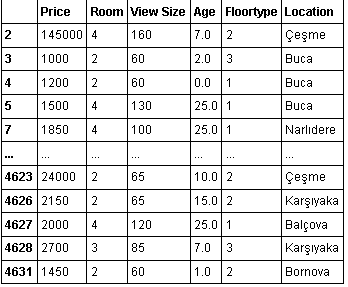 Price Room View Size Age Floortype Location
2 145000 4 160 7.0 2 Çeşme
3 1000 2 60 2.0 3 Buca
4 1200 2 60 0.0 1 Buca
5 1500 4 130 25.0 1 Buca
7 1850 4 100 25.0 1 Narlıdere
... ... ... ... ... ... ...
4623 24000 2 65 10.0 2 Çeşme
4626 2150 2 65 15.0 2 Karşıyaka
4627 2000 4 120 25.0 1 Balçova
4628 2700 3 85 7.0 3 Karşıyaka
4631 1450 2 60 1.0 2 Bornova